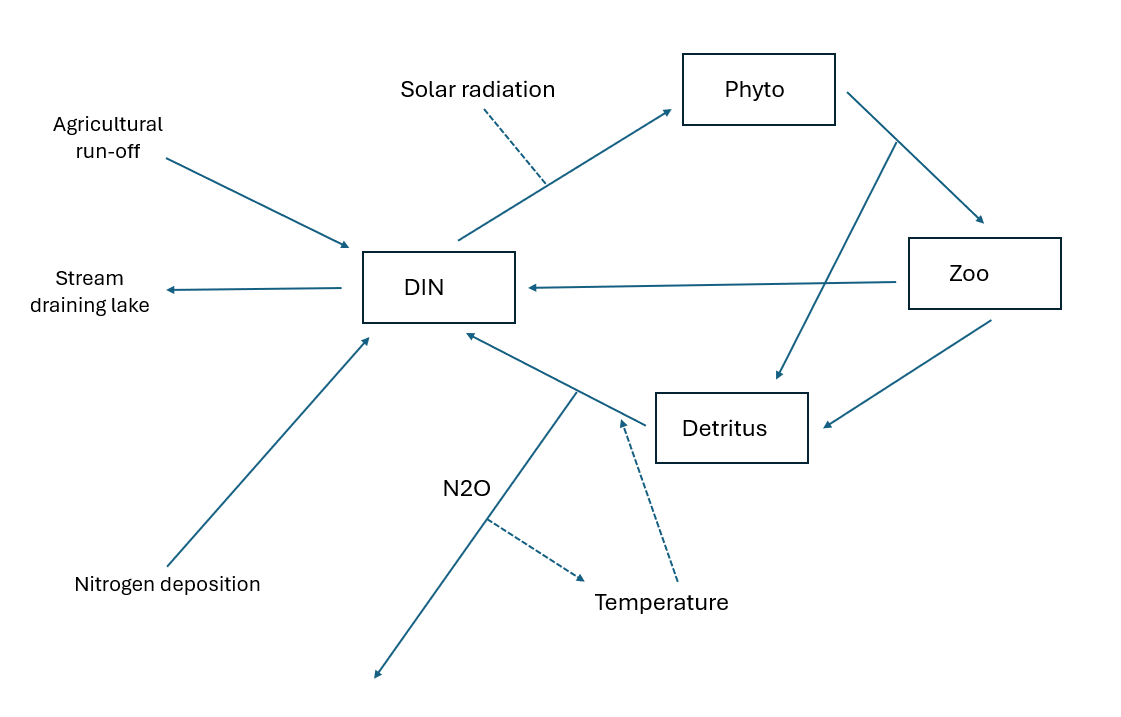 Solar radiation
Phyto
Agricultural
run-off
Stream
draining lake
DIN
Zoo
Detritus
N2O
Nitrogen deposition
Temperature